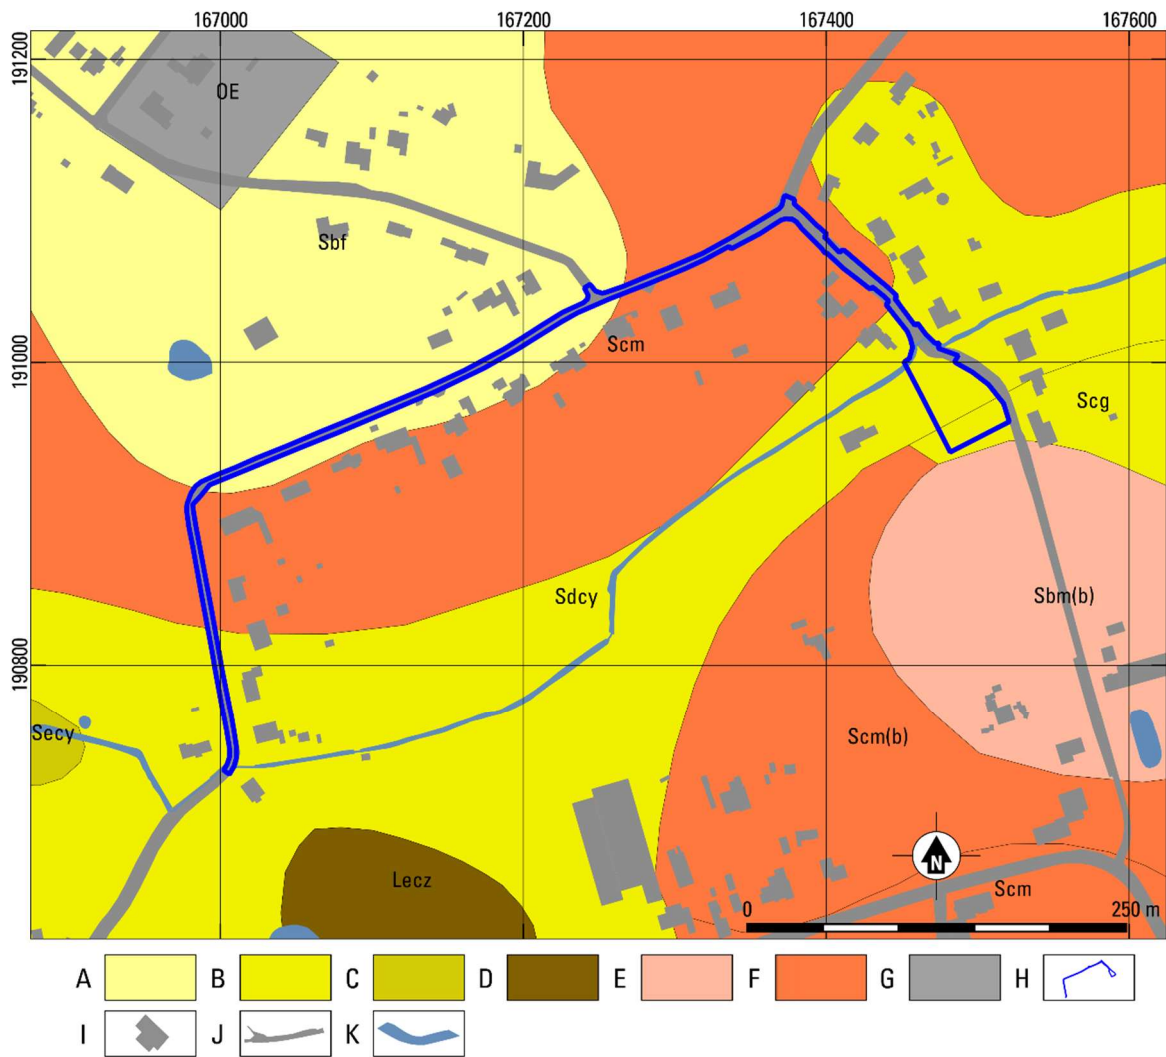 167000 167200 167400 167600
191200
OE
Sbf
Scm
191000
Scg
Sdcy
Sbm(b)
190800
Secy
Scm(b)
Lecz
N
Scm
0 250 m
A B C D E F G H
I J K